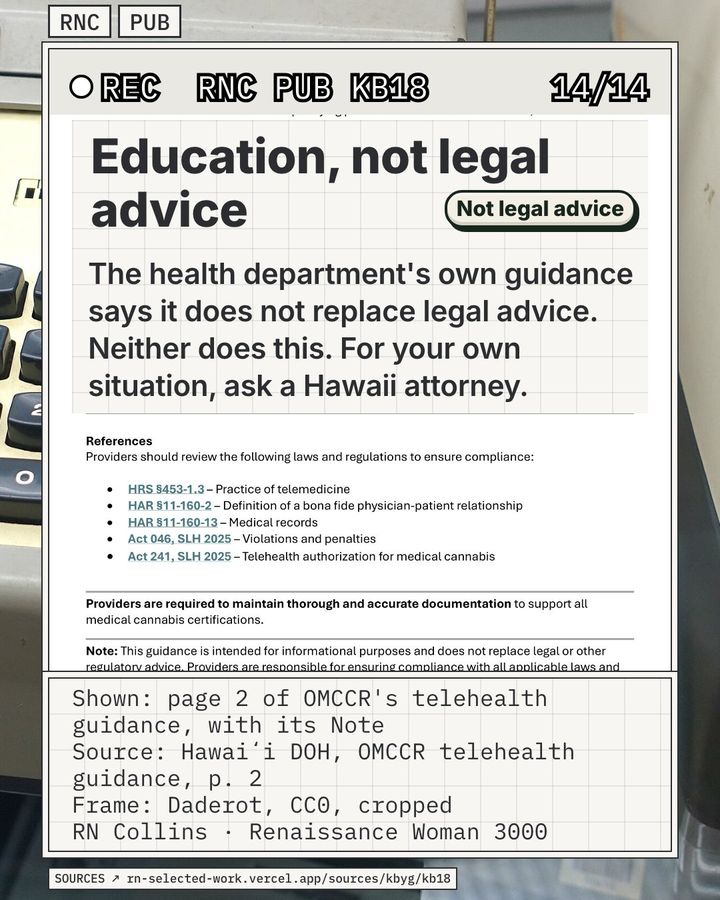 RNC PUB
REC RNC PUB KB18 14/14
Education, not legal
advice
Not legal advice
The health department's own guidance
says it does not replace legal advice.
Neither does this. For your own
situation, ask a Hawaii attorney.
References
Providers should review the following laws and regulations to ensure compliance:
• HRS §453-1.3 – Practice of telemedicine
• HAR §11-160-2 – Definition of a bona fide physician-patient relationship
• HAR §11-160-13 – Medical records
• Act 046, SLH 2025 – Violations and penalties
• Act 241, SLH 2025 – Telehealth authorization for medical cannabis
Providers are required to maintain thorough and accurate documentation to support all
medical cannabis certifications.
Note: This guidance is intended for informational purposes and does not replace legal or other
regulatory advice. Providers are responsible for ensuring compliance with all applicable laws and
Shown: page 2 of OMCCR's telehealth
guidance, with its Note
Source: Hawaiʻi DOH, OMCCR telehealth
guidance, p. 2
Frame: Daderot, CC0, cropped
RN Collins · Renaissance Woman 3000
SOURCES ↗ rn-selected-work.vercel.app/sources/kbyg/kb18